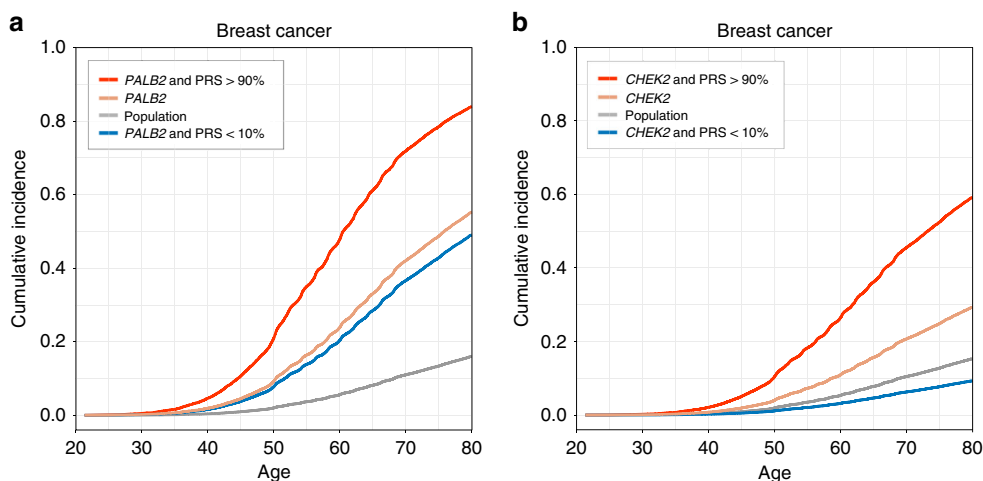 a
Breast cancer
1.0
0.8
0.6
0.4
0.2
0.0
Cumulative incidence
PALB2 and PRS > 90%
PALB2
Population
PALB2 and PRS < 10%
20 30 40 50 60 70 80
Age
b
Breast cancer
1.0
0.8
0.6
0.4
0.2
0.0
Cumulative incidence
CHEK2 and PRS > 90%
CHEK2
Population
CHEK2 and PRS < 10%
20 30 40 50 60 70 80
Age